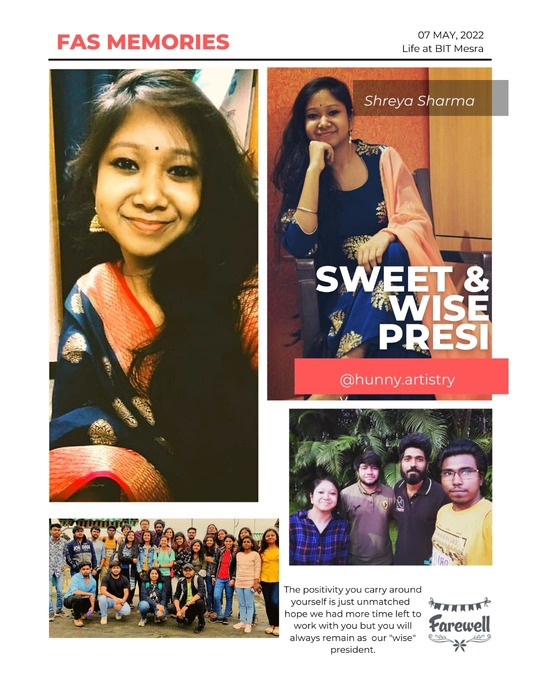 FAS MEMORIES
07 MAY, 2022
Life at BIT Mesra
Shreya Sharma
SWEET &
WISE
PRESI
@hunny.artistry
The positivity you carry around
yourself is just unmatched
hope we had more time left to
work with you but you will
always remain as our "wise"
president.
Farewell